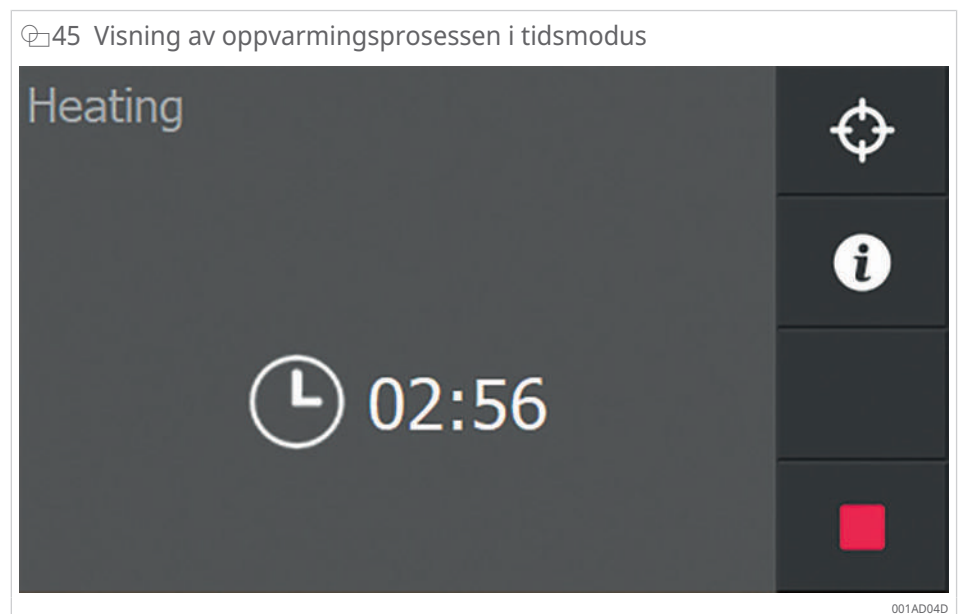 45 Visning av oppvarmingsprosessen i tidsmodus
Heating
i
02:56
001AD04D